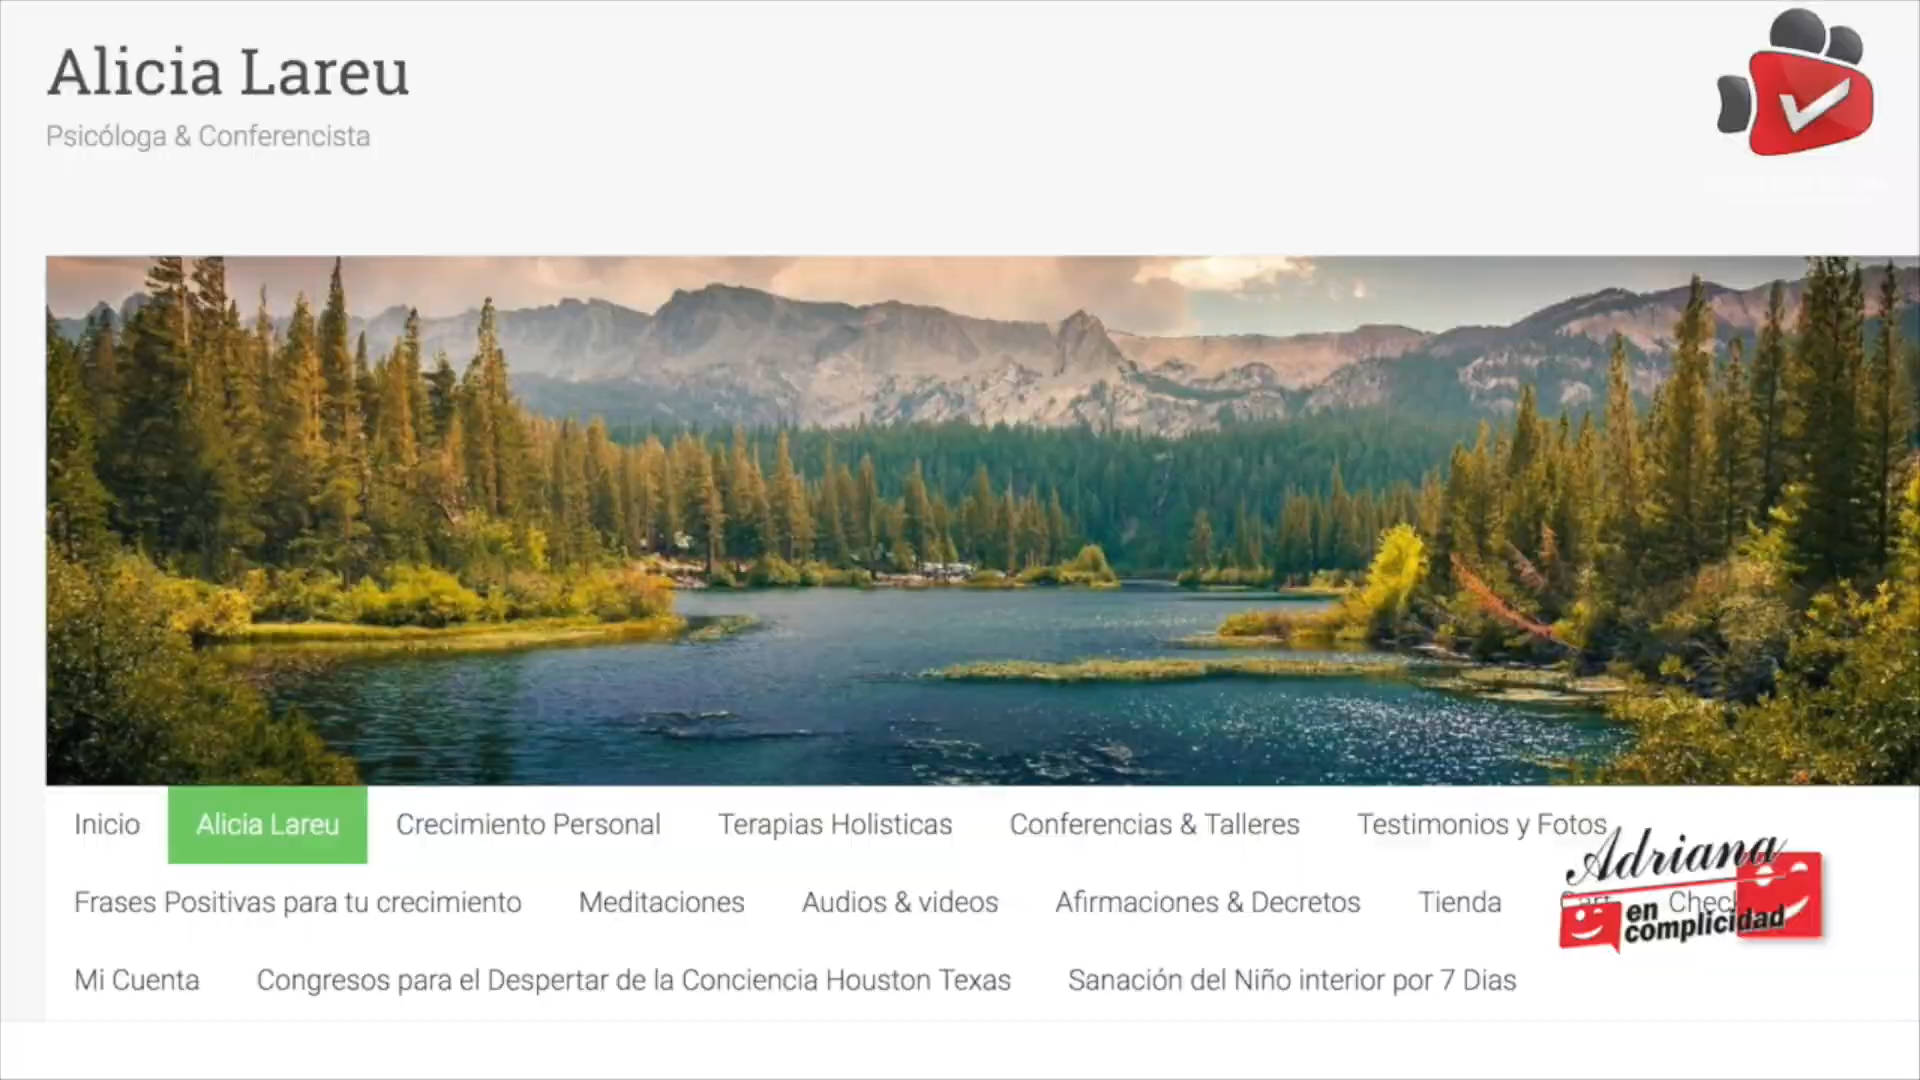 Alicia Lareu
Psicóloga & Conferencista
Inicio Alicia Lareu Crecimiento Personal Terapias Holisticas Conferencias & Talleres Testimonios y Fotos
Frases Positivas para tu crecimiento Meditaciones Audios & videos Afirmaciones & Decretos Tienda
Mi Cuenta Congresos para el Despertar de la Conciencia Houston Texas Sanación del Niño interior por 7 Dias
Adriana
en
complicidad